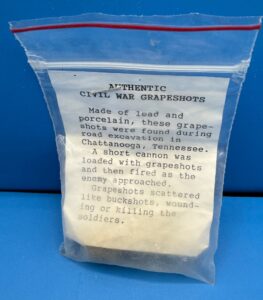 AUTHENTIC
CIVIL WAR GRAPESHOTS
Made of lead and
porcelain, these grape-
shots were found during
road excavation in
Chattanooga, Tennessee.
A short cannon was
loaded with grapeshots
and then fired as the
enemy approached.
Grapeshots scattered
like buckshots, wound-
ing or killing the
soldiers.